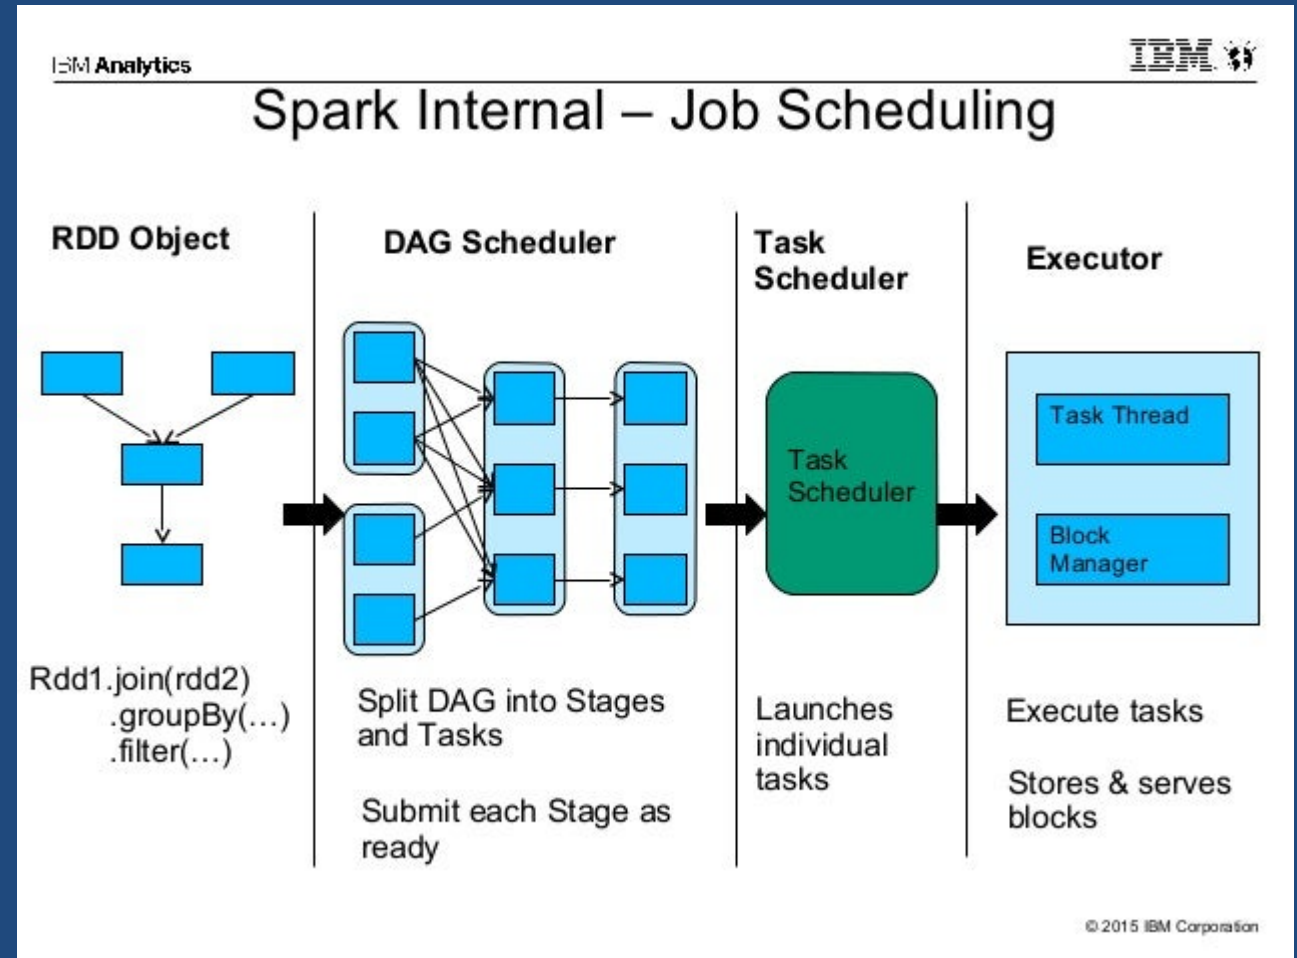 IBM Analytics
IBM
Spark Internal – Job Scheduling
RDD Object
Rdd1.join(rdd2)
.groupBy(…)
.filter(…)
DAG Scheduler
Split DAG into Stages
and Tasks
Submit each Stage as
ready
Task
Scheduler
Task
Scheduler
Launches
individual
tasks
Executor
Task Thread
Block
Manager
Execute tasks
Stores & serves
blocks
© 2015 IBM Corporation